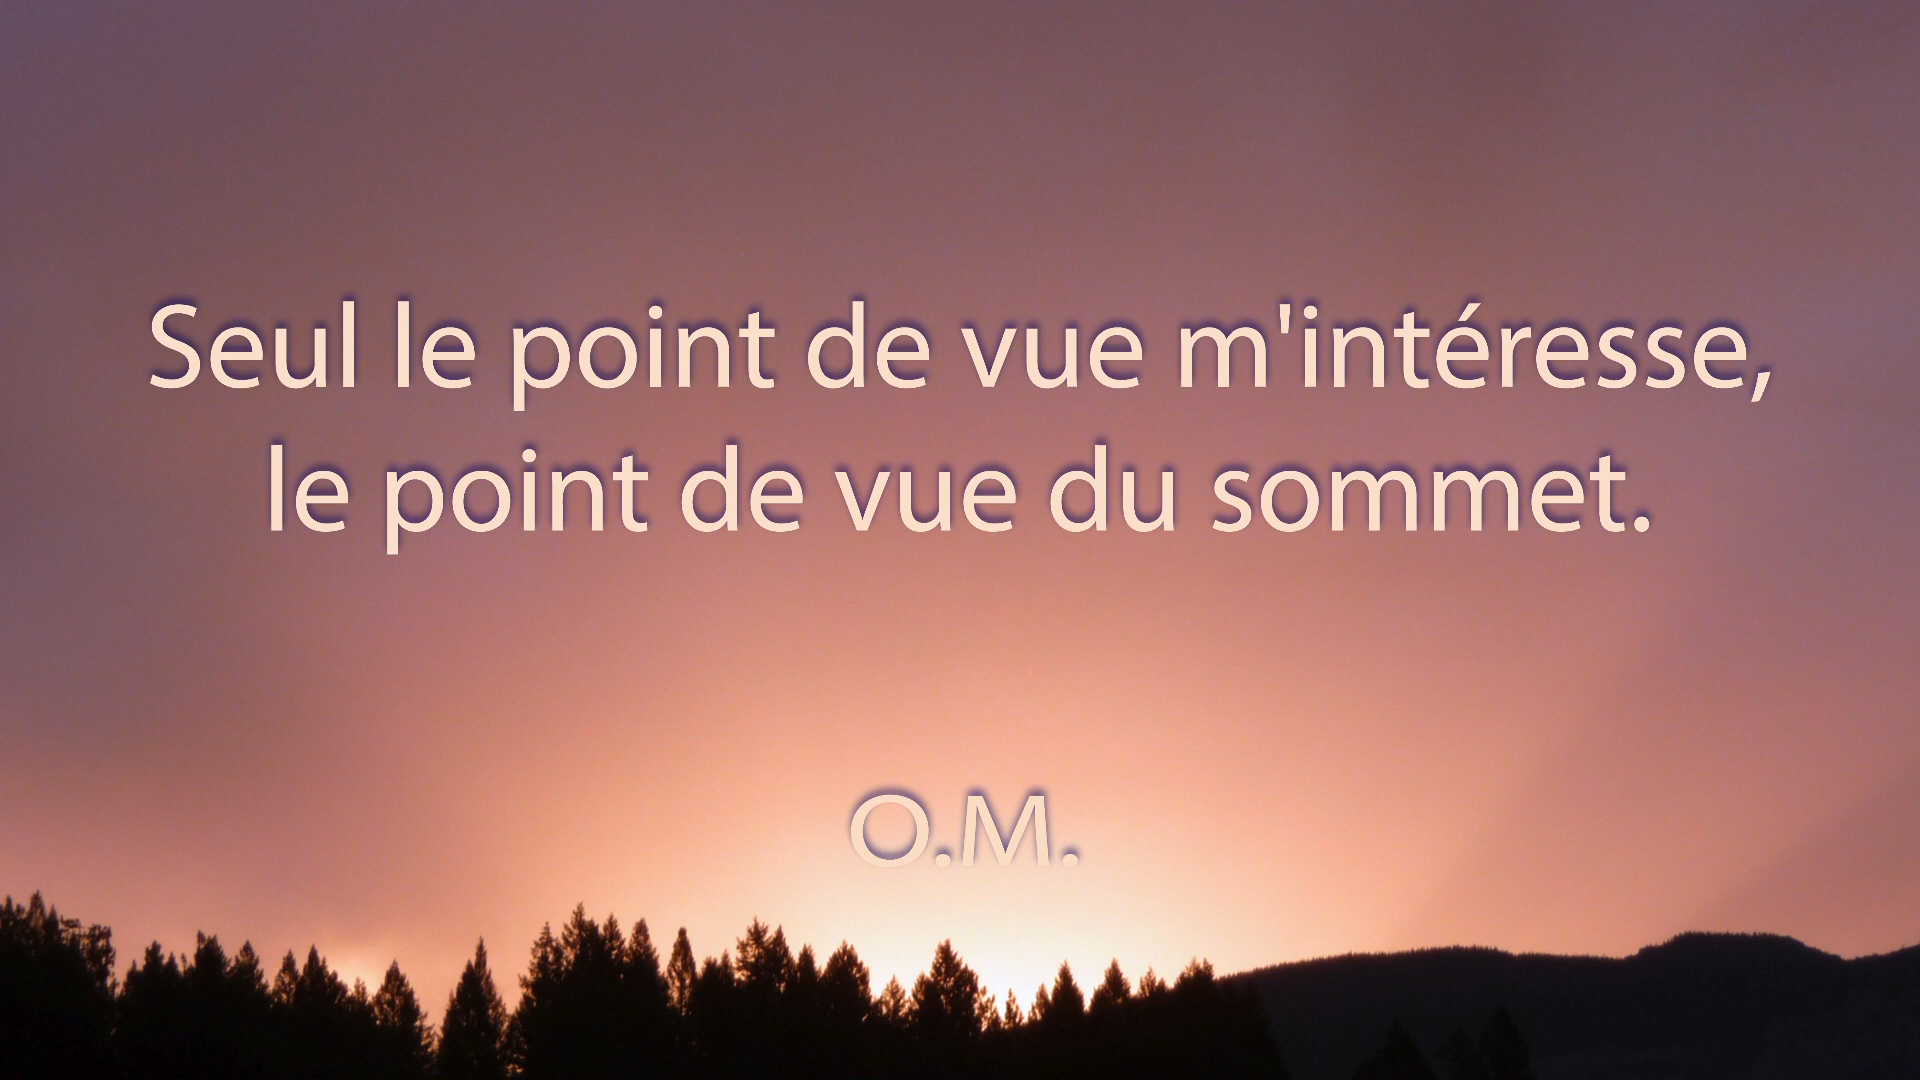 Seul le point de vue m'intéresse,
le point de vue du sommet.
O.M.